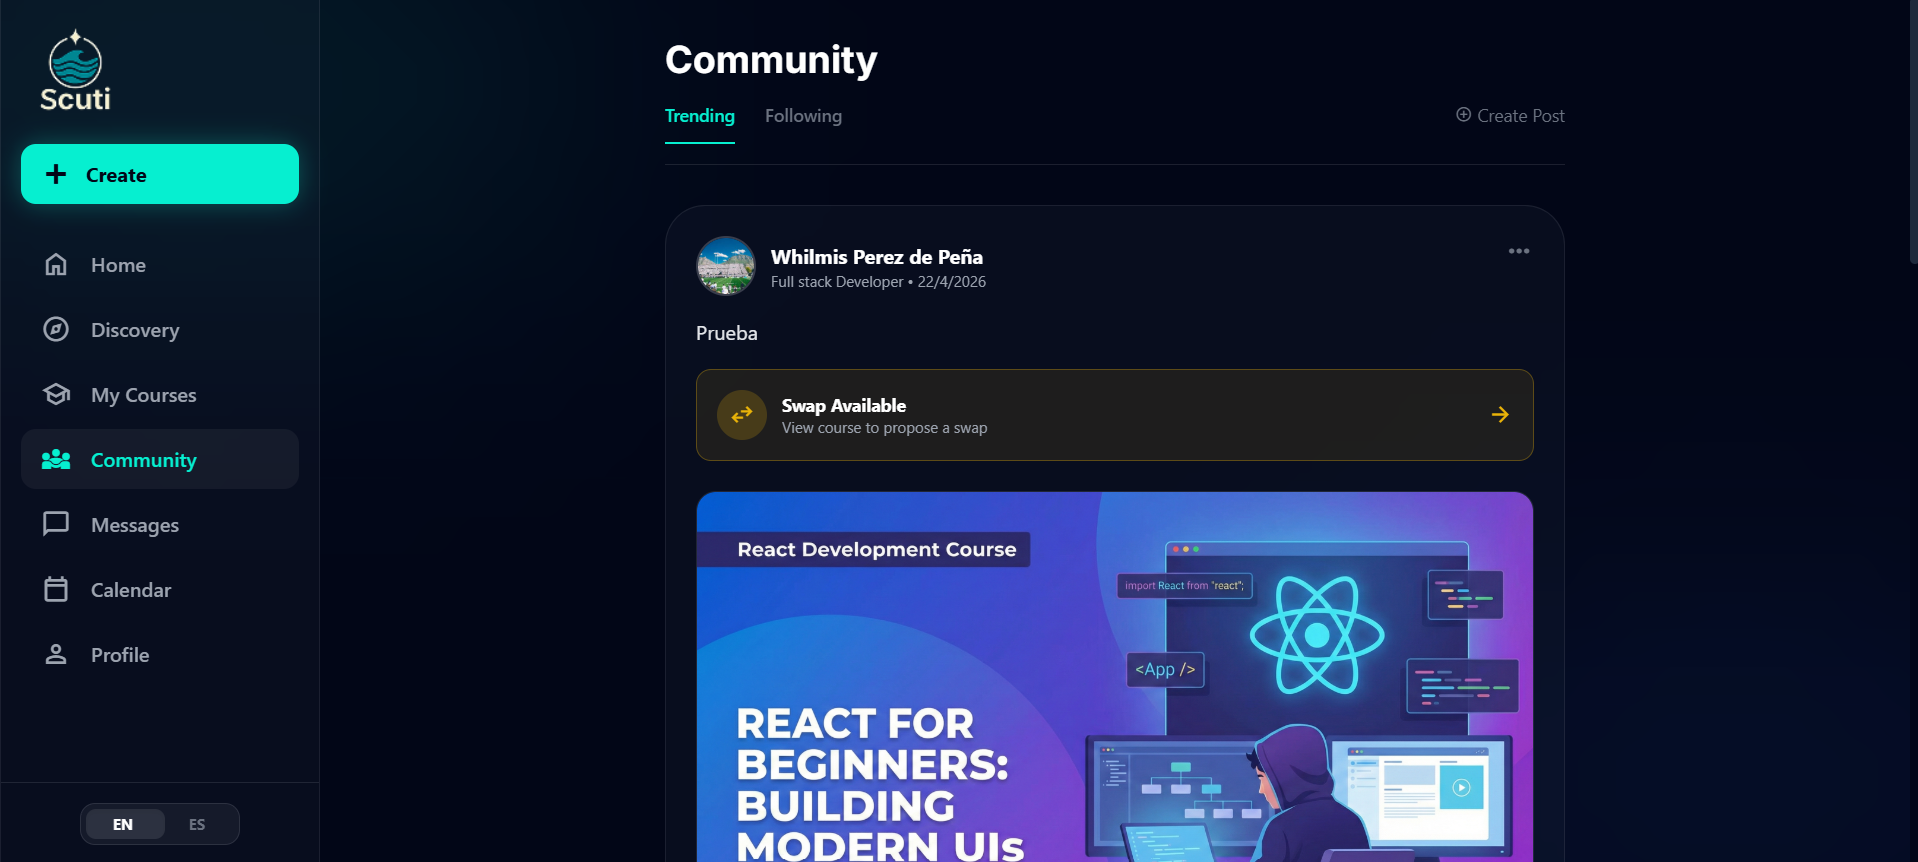 Scuti
Create
Home
Discovery
My Courses
Community
Messages
Calendar
Profile
EN
ES
Community
Trending
Following
Create Post
Whilmis Perez de Peña
Full stack Developer • 22/4/2026
Prueba
Swap Available
View course to propose a swap
React Development Course
import React from "react";
<App />
REACT FOR
BEGINNERS:
BUILDING
MODERN UIs